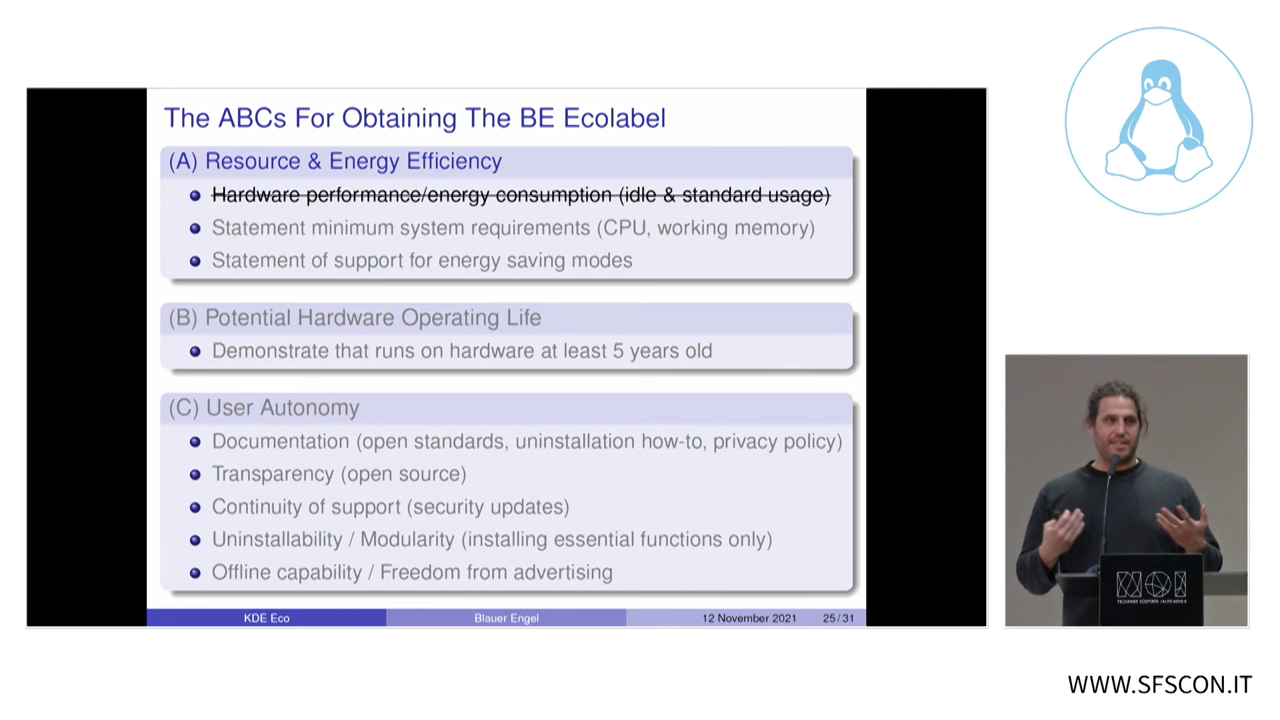 The ABCs For Obtaining The BE Ecolabel
(A) Resource & Energy Efficiency
Hardware performance/energy consumption (idle & standard usage)
Statement minimum system requirements (CPU, working memory)
Statement of support for energy saving modes
(B) Potential Hardware Operating Life
Demonstrate that runs on hardware at least 5 years old
(C) User Autonomy
Documentation (open standards, uninstallation how-to, privacy policy)
Transparency (open source)
Continuity of support (security updates)
Uninstallability / Modularity (installing essential functions only)
Offline capability / Freedom from advertising
KDE Eco Blauer Engel 12 November 2021 25/31
NOI
WWW.SFSCON.IT